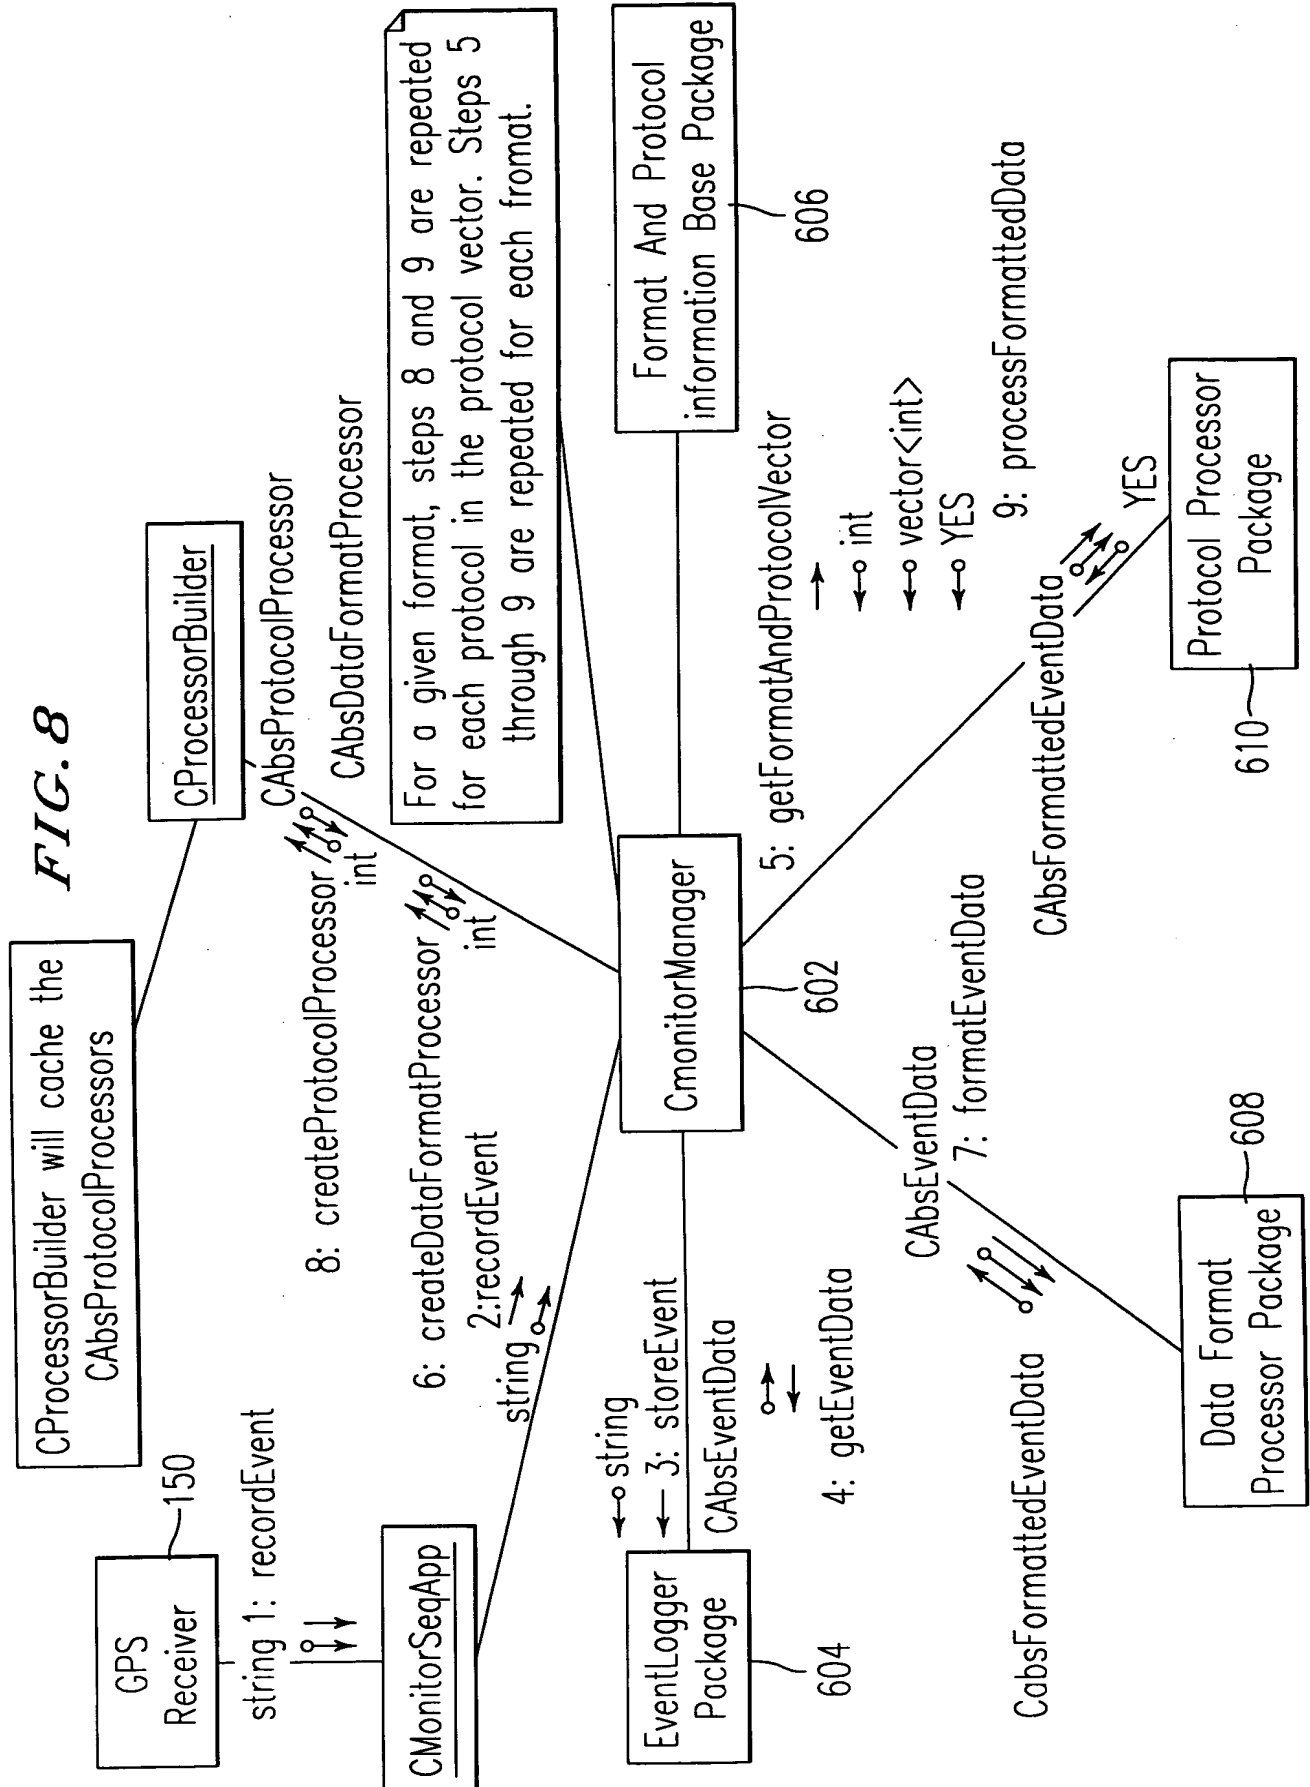 FIG. 8
CProcessorBuilder will cache the
CAbsProtocolProcessors
CProcessorBuilder
GPS
Receiver
150
string 1: recordEvent
CMonitorSeqApp
8: createProtocolProcessor
int
CAbsProtocolProcessor
6: createDataFormatProcessor
int
CAbsDataFormatProcessor
2:recordEvent
string
For a given format, steps 8 and 9 are repeated
for each protocol in the protocol vector. Steps 5
through 9 are repeated for each fromat.
EventLogger
Package
604
string
3: storeEvent
CAbsEventData
4: getEventData
CmonitorManager
602
Format And Protocol
information Base Package
606
5: getFormatAndProtocolVector
int
vector<int>
YES
CAbsEventData
7: formatEventData
CabsFormattedEventData
Data Format
Processor Package
608
9: processFormattedData
CAbsFormattedEventData
YES
Protocol Processor
Package
610